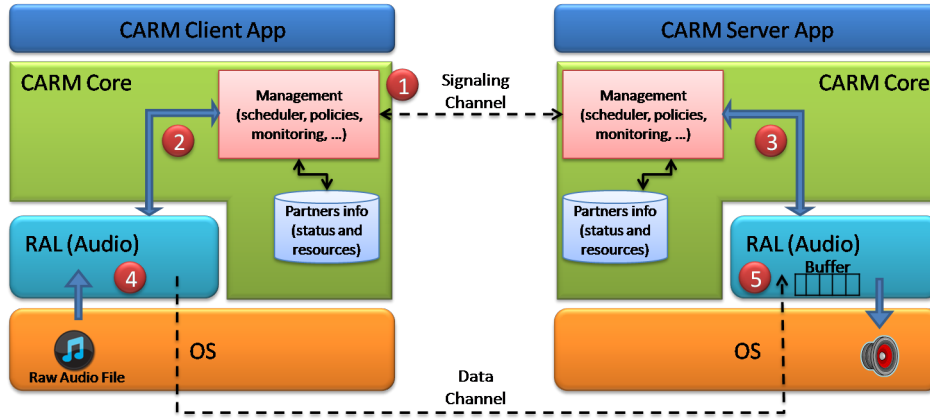 CARM Client App
CARM Server App
CARM Core
Management
(scheduler, policies,
monitoring, ...)
1
Signaling
Channel
Management
(scheduler, policies,
monitoring, ...)
CARM Core
2
3
Partners info
(status and
resources)
Partners info
(status and
resources)
RAL (Audio)
4
RAL (Audio)
5
Buffer
OS
Raw Audio File
OS
Data
Channel